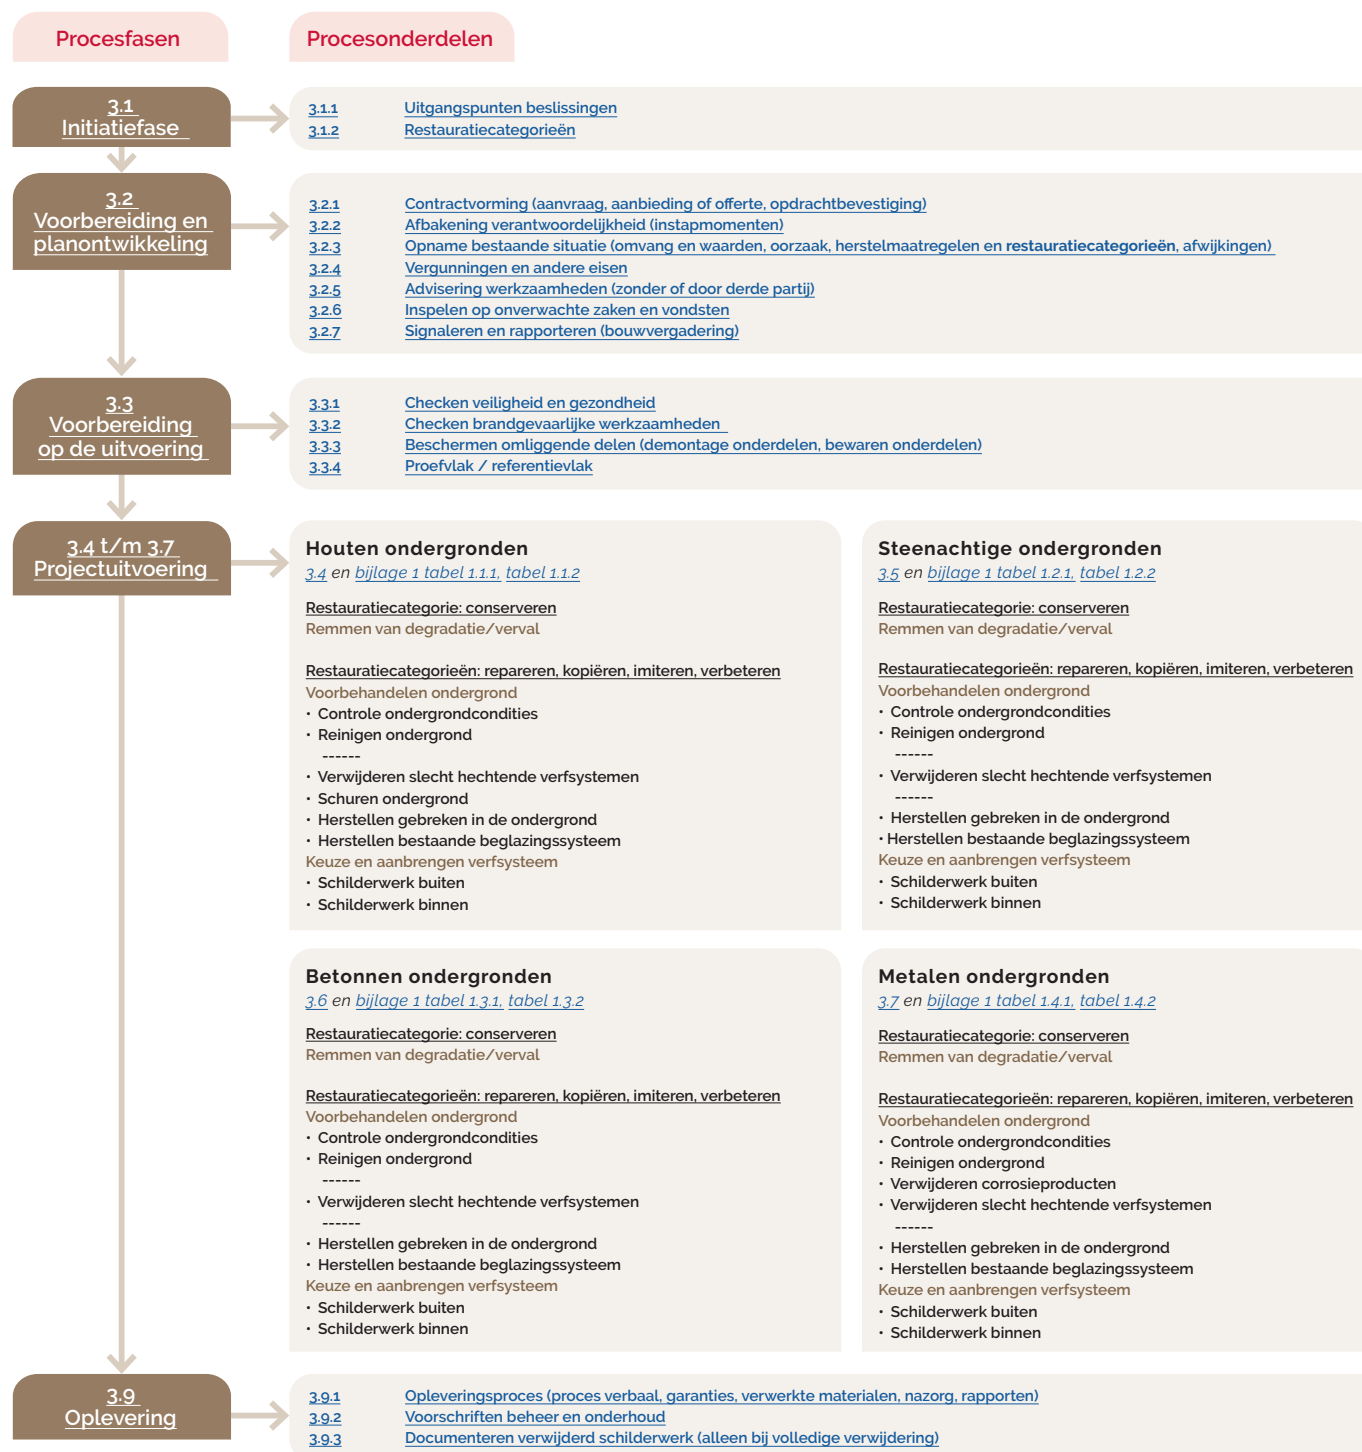 Procesfasen
Procesonderdelen
3.1
Initiatiefase
3.1.1 Uitgangspunten beslissingen
3.1.2 Restauratiecategorieën
3.2
Voorbereiding en
planontwikkeling
3.2.1 Contractvorming (aanvraag, aanbieding of offerte, opdrachtbevestiging)
3.2.2 Afbakening verantwoordelijkheid (instapmomenten)
3.2.3 Opname bestaande situatie (omvang en waarden, oorzaak, herstelmaatregelen en restauratiecategorieën, afwijkingen)
3.2.4 Vergunningen en andere eisen
3.2.5 Advisering werkzaamheden (zonder of door derde partij)
3.2.6 Inspelen op onverwachte zaken en vondsten
3.2.7 Signaleren en rapporteren (bouwvergadering)
3.3
Voorbereiding
op de uitvoering
3.3.1 Checken veiligheid en gezondheid
3.3.2 Checken brandgevaarlijke werkzaamheden
3.3.3 Beschermen omliggende delen (demontage onderdelen, bewaren onderdelen)
3.3.4 Proefvlak / referentievlak
3.4 t/m 3.7
Projectuitvoering
Houten ondergronden
3.4 en bijlage 1 tabel 1.1.1, tabel 1.1.2
Restauratiecategorie: conserveren
Remmen van degradatie/verval
Restauratiecategorieën: repareren, kopiëren, imiteren, verbeteren
Voorbehandelen ondergrond
• Controle ondergrondcondities
• Reinigen ondergrond
------
• Verwijderen slecht hechtende verfsystemen
• Schuren ondergrond
• Herstellen gebreken in de ondergrond
• Herstellen bestaande beglazingssysteem
Keuze en aanbrengen verfsysteem
• Schilderwerk buiten
• Schilderwerk binnen
Steenachtige ondergronden
3.5 en bijlage 1 tabel 1.2.1, tabel 1.2.2
Restauratiecategorie: conserveren
Remmen van degradatie/verval
Restauratiecategorieën: repareren, kopiëren, imiteren, verbeteren
Voorbehandelen ondergrond
• Controle ondergrondcondities
• Reinigen ondergrond
------
• Verwijderen slecht hechtende verfsystemen
------
• Herstellen gebreken in de ondergrond
• Herstellen bestaande beglazingssysteem
Keuze en aanbrengen verfsysteem
• Schilderwerk buiten
• Schilderwerk binnen
Betonnen ondergronden
3.6 en bijlage 1 tabel 1.3.1, tabel 1.3.2
Restauratiecategorie: conserveren
Remmen van degradatie/verval
Restauratiecategorieën: repareren, kopiëren, imiteren, verbeteren
Voorbehandelen ondergrond
• Controle ondergrondcondities
• Reinigen ondergrond
------
• Verwijderen slecht hechtende verfsystemen
------
• Herstellen gebreken in de ondergrond
• Herstellen bestaande beglazingssysteem
Keuze en aanbrengen verfsysteem
• Schilderwerk buiten
• Schilderwerk binnen
Metalen ondergronden
3.7 en bijlage 1 tabel 1.4.1, tabel 1.4.2
Restauratiecategorie: conserveren
Remmen van degradatie/verval
Restauratiecategorieën: repareren, kopiëren, imiteren, verbeteren
Voorbehandelen ondergrond
• Controle ondergrondcondities
• Reinigen ondergrond
• Verwijderen corrosieproducten
• Verwijderen slecht hechtende verfsystemen
------
• Herstellen gebreken in de ondergrond
• Herstellen bestaande beglazingssysteem
Keuze en aanbrengen verfsysteem
• Schilderwerk buiten
• Schilderwerk binnen
3.9
Oplevering
3.9.1 Opleveringsproces (proces verbaal, garanties, verwerkte materialen, nazorg, rapporten)
3.9.2 Voorschriften beheer en onderhoud
3.9.3 Documenteren verwijderd schilderwerk (alleen bij volledige verwijdering)